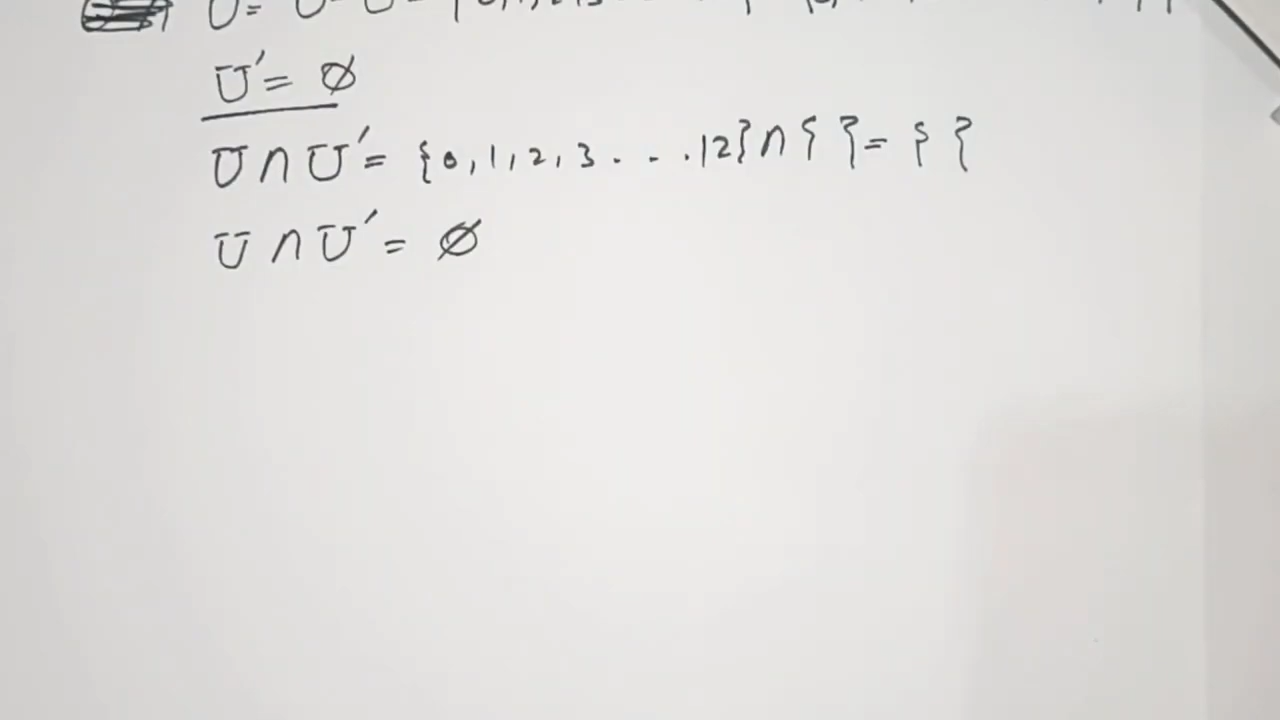 U' = ∅
U ∩ U' = {0, 1, 2, 3 . . . 12} ∩ { } = { }
U ∩ U' = ∅